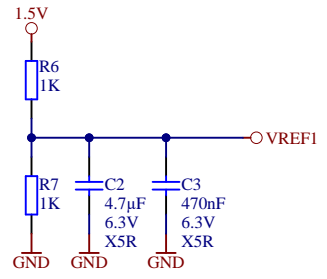 1.5V
R6
1K
VREF1
R7
1K
C2
4.7µF
6.3V
X5R
C3
470nF
6.3V
X5R
GND
GND
GND